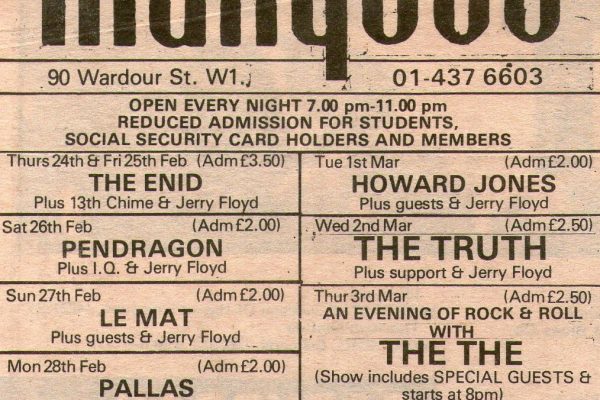 marquee
90 Wardour St. W1.
01-437 6603
OPEN EVERY NIGHT 7.00 pm-11.00 pm
REDUCED ADMISSION FOR STUDENTS,
SOCIAL SECURITY CARD HOLDERS AND MEMBERS
Thurs 24th & Fri 25th Feb (Adm £3.50)
THE ENID
Plus 13th Chime & Jerry Floyd
Sat 26th Feb (Adm £2.00)
PENDRAGON
Plus I.Q. & Jerry Floyd
Sun 27th Feb (Adm £2.00)
LE MAT
Plus guests & Jerry Floyd
Mon 28th Feb (Adm £2.00)
PALLAS
Tue 1st Mar (Adm £2.00)
HOWARD JONES
Plus guests & Jerry Floyd
Wed 2nd Mar (Adm £2.50)
THE TRUTH
Plus support & Jerry Floyd
Thur 3rd Mar (Adm £2.50)
AN EVENING OF ROCK & ROLL
WITH
THE THE
(Show includes SPECIAL GUESTS &
starts at 8pm)